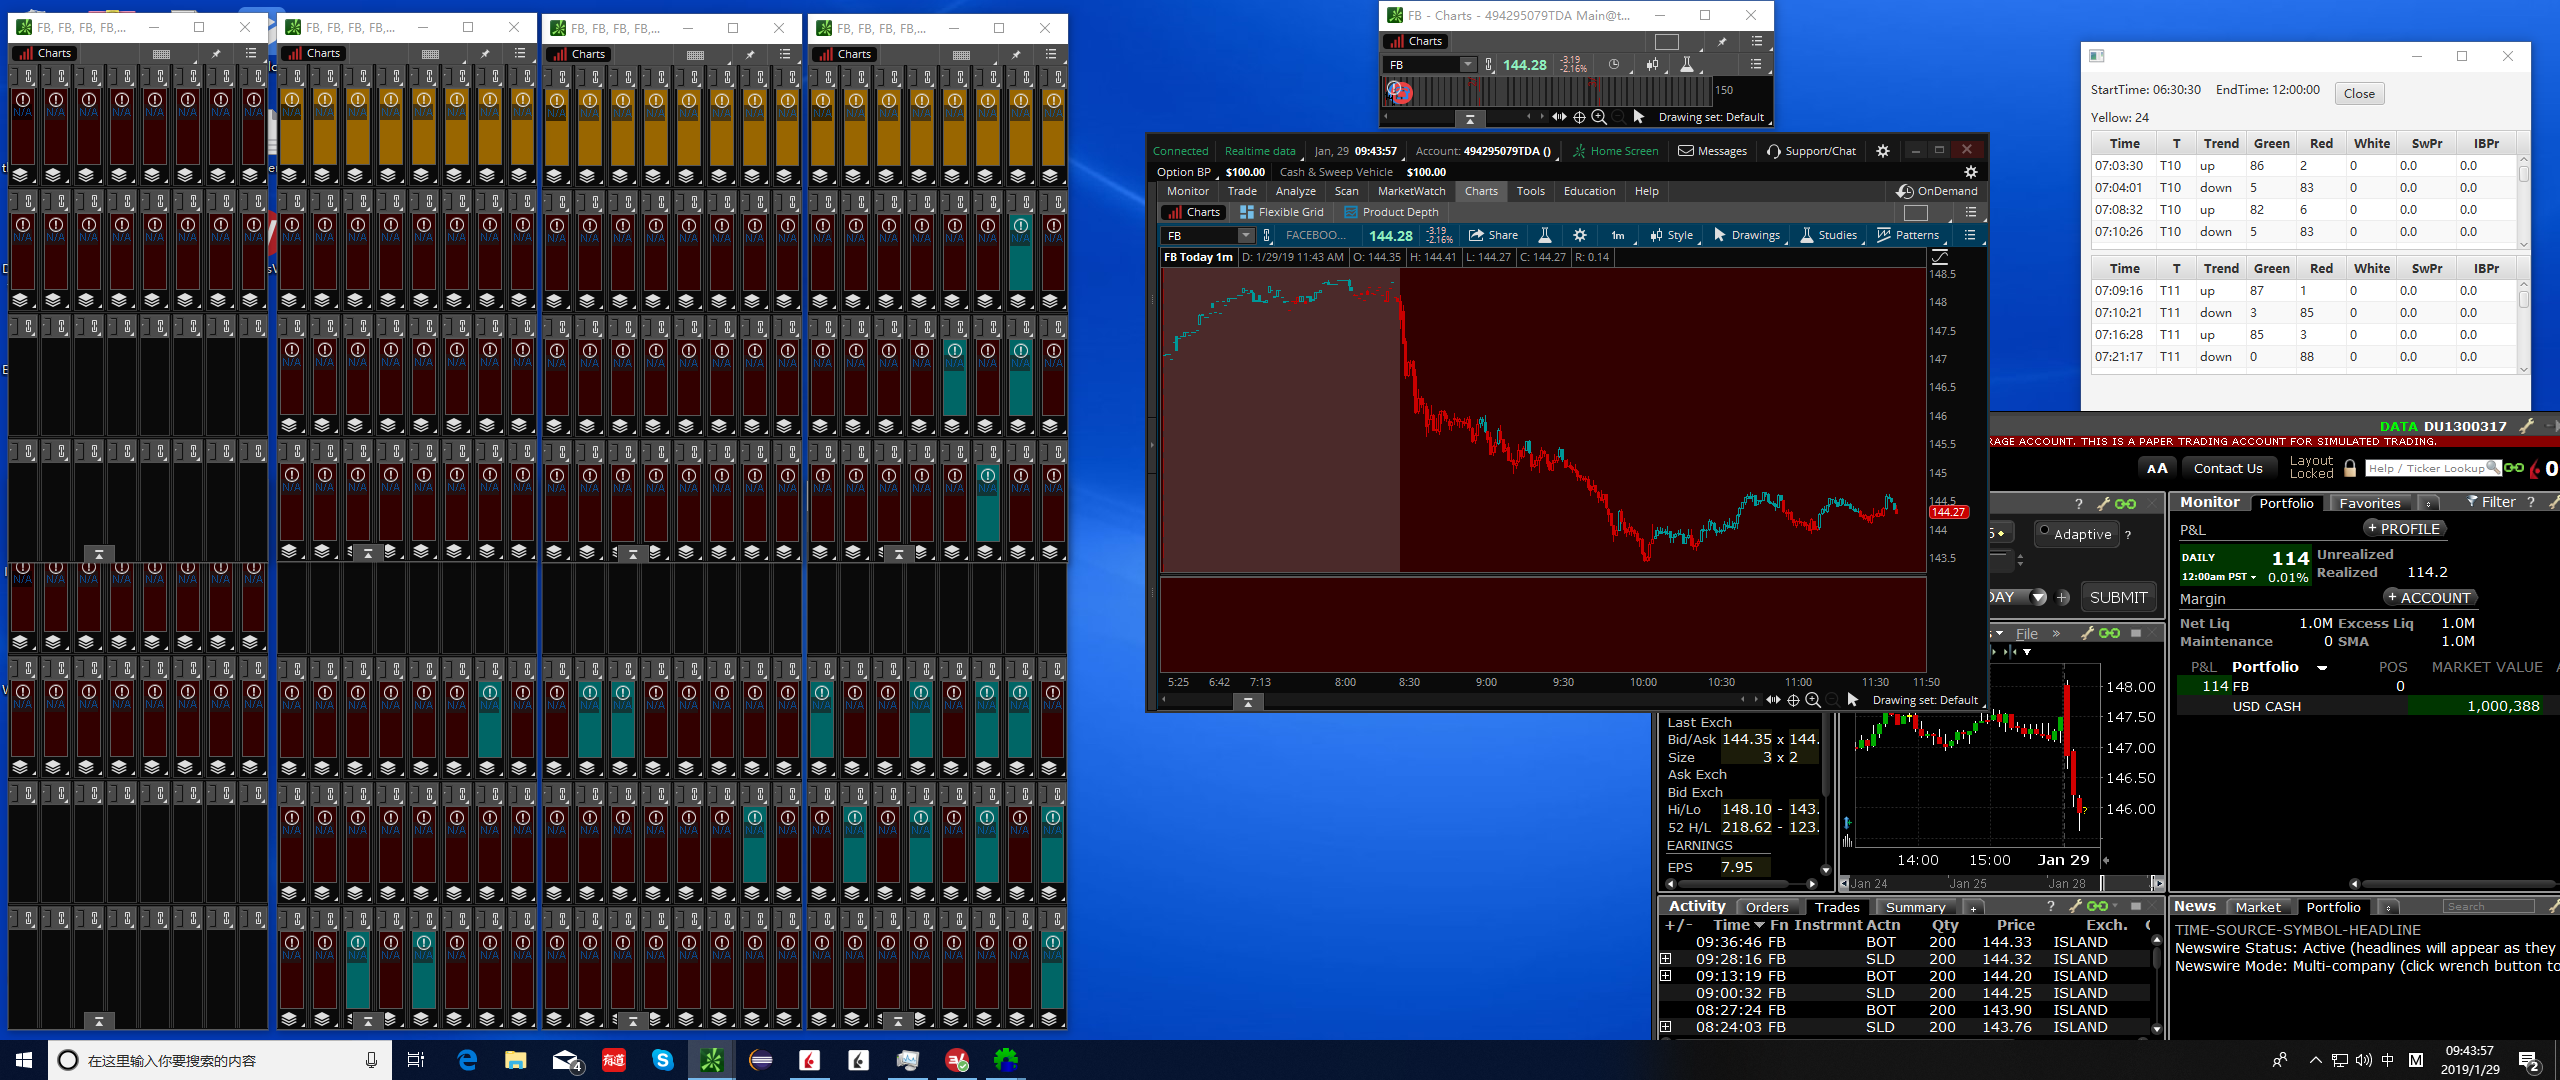 FB, FB, FB, FB,...
Charts
FB, FB, FB, FB,...
Charts
FB, FB, FB, FB,...
Charts
FB, FB, FB, FB,...
Charts
N/A
FB - Charts - 494295079TDA Main@t...
Charts
FB 144.28 -3.19 -2.16%
150
Drawing set: Default
Connected Realtime data Jan, 29 09:43:57 Account: 494295079TDA () Home Screen Messages Support/Chat
Option BP $100.00 Cash & Sweep Vehicle $100.00
Monitor Trade Analyze Scan MarketWatch Charts Tools Education Help OnDemand
Charts Flexible Grid Product Depth
FB FACEBOO... 144.28 -3.19 -2.16% Share 1m Style Drawings Studies Patterns
FB Today 1m D: 1/29/19 11:43 AM O: 144.35 H: 144.41 L: 144.27 C: 144.27 R: 0.14
148.5
148
147.5
147
146.5
146
145.5
145
144.5
144.27
144
143.5
5:25 6:42 7:13 8:00 8:30 9:00 9:30 10:00 10:30 11:00 11:30 11:50
Drawing set: Default
StartTime: 06:30:30 EndTime: 12:00:00 Close
Yellow: 24
Time T Trend Green Red White SwPr IBPr
07:03:30 T10 up 86 2 0 0.0 0.0
07:04:01 T10 down 5 83 0 0.0 0.0
07:08:32 T10 up 82 6 0 0.0 0.0
07:10:26 T10 down 5 83 0 0.0 0.0
Time T Trend Green Red White SwPr IBPr
07:09:16 T11 up 87 1 0 0.0 0.0
07:10:21 T11 down 3 85 0 0.0 0.0
07:16:28 T11 up 85 3 0 0.0 0.0
07:21:17 T11 down 0 88 0 0.0 0.0
DATA DU1300317
RAGE ACCOUNT. THIS IS A PAPER TRADING ACCOUNT FOR SIMULATED TRADING.
AA Contact Us Layout Locked Help / Ticker Lookup
Adaptive ?
DAY + SUBMIT
File »
Monitor Portfolio Favorites Filter ?
P&L + PROFILE
DAILY 114 Unrealized
12:00am PST 0.01% Realized 114.2
Margin + ACCOUNT
Net Liq 1.0M Excess Liq 1.0M
Maintenance 0 SMA 1.0M
P&L Portfolio POS MARKET VALUE
114 FB 0
USD CASH 1,000,388
Last Exch
Bid/Ask 144.35 x 144.
Size 3 x 2
Ask Exch
Bid Exch
Hi/Lo 148.10 - 143.
52 H/L 218.62 - 123.
EARNINGS
EPS 7.95
148.00
147.50
147.00
146.50
146.00
14:00 15:00 Jan 29
Jan 24 Jan 25 Jan 28
Activity Orders Trades Summary +
+/- Time Fn Instrmnt Actn Qty Price Exch.
09:36:46 FB BOT 200 144.33 ISLAND
09:28:16 FB SLD 200 144.32 ISLAND
09:13:19 FB BOT 200 144.20 ISLAND
09:00:32 FB SLD 200 144.25 ISLAND
08:27:24 FB BOT 200 143.90 ISLAND
08:24:03 FB SLD 200 143.76 ISLAND
News Market Portfolio Search
TIME-SOURCE-SYMBOL-HEADLINE
Newswire Status: Active (headlines will appear as they
Newswire Mode: Multi-company (click wrench button to
在这里输入你要搜索的内容
4
有道
中 M
09:43:57
2019/1/29
2